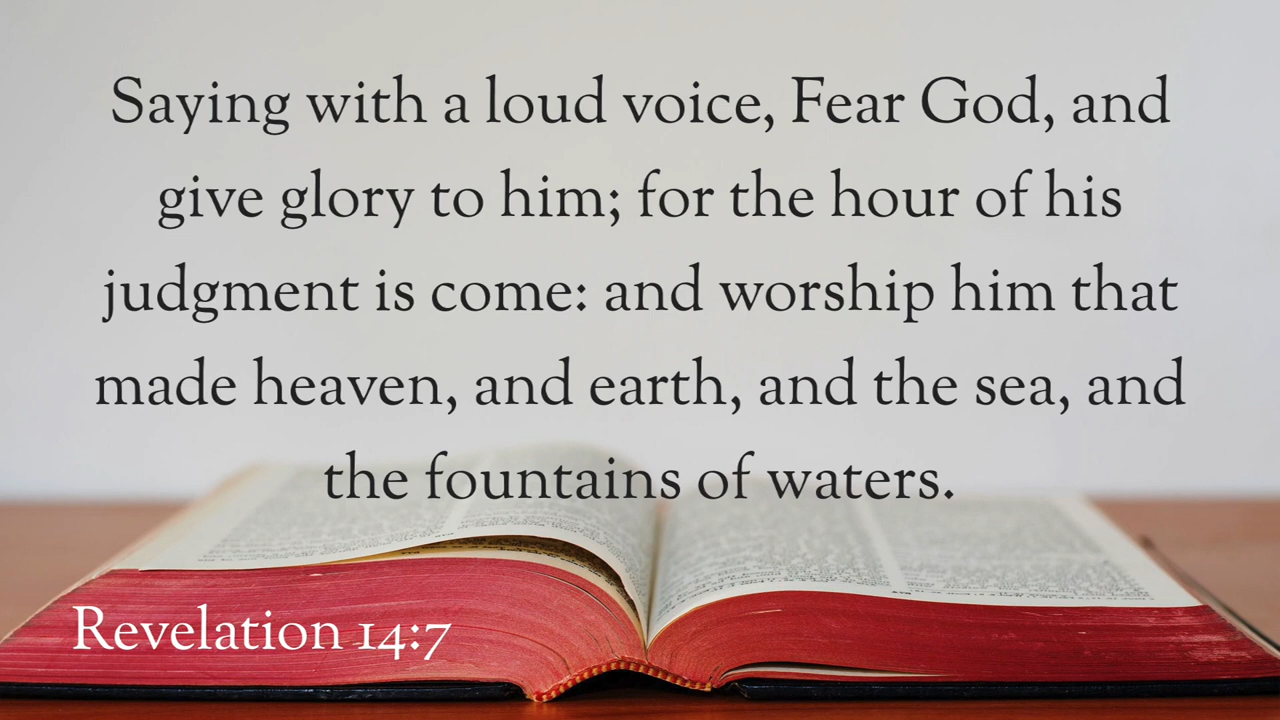 Saying with a loud voice, Fear God, and
give glory to him; for the hour of his
judgment is come: and worship him that
made heaven, and earth, and the sea, and
the fountains of waters.
Revelation 14:7